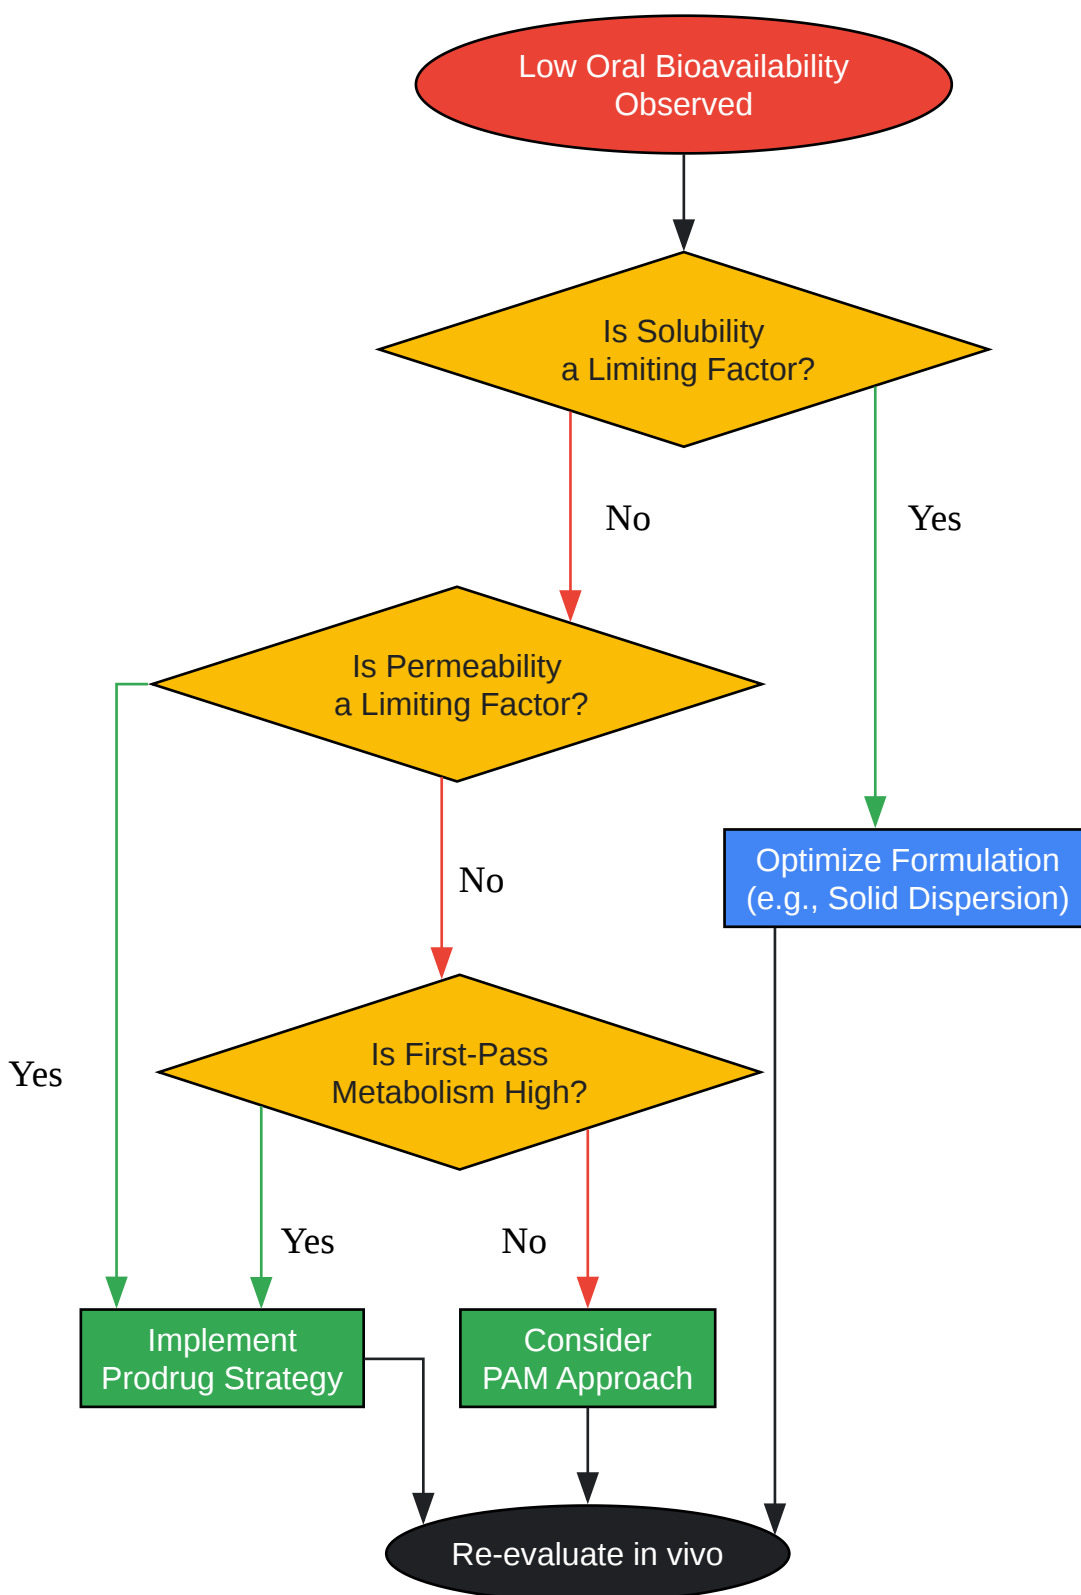 Low Oral Bioavailability
Observed
Is Solubility
a Limiting Factor?
No
Yes
Is Permeability
a Limiting Factor?
No
Optimize Formulation
(e.g., Solid Dispersion)
Yes
Is First-Pass
Metabolism High?
Yes
No
Implement
Prodrug Strategy
Consider
PAM Approach
Re-evaluate in vivo